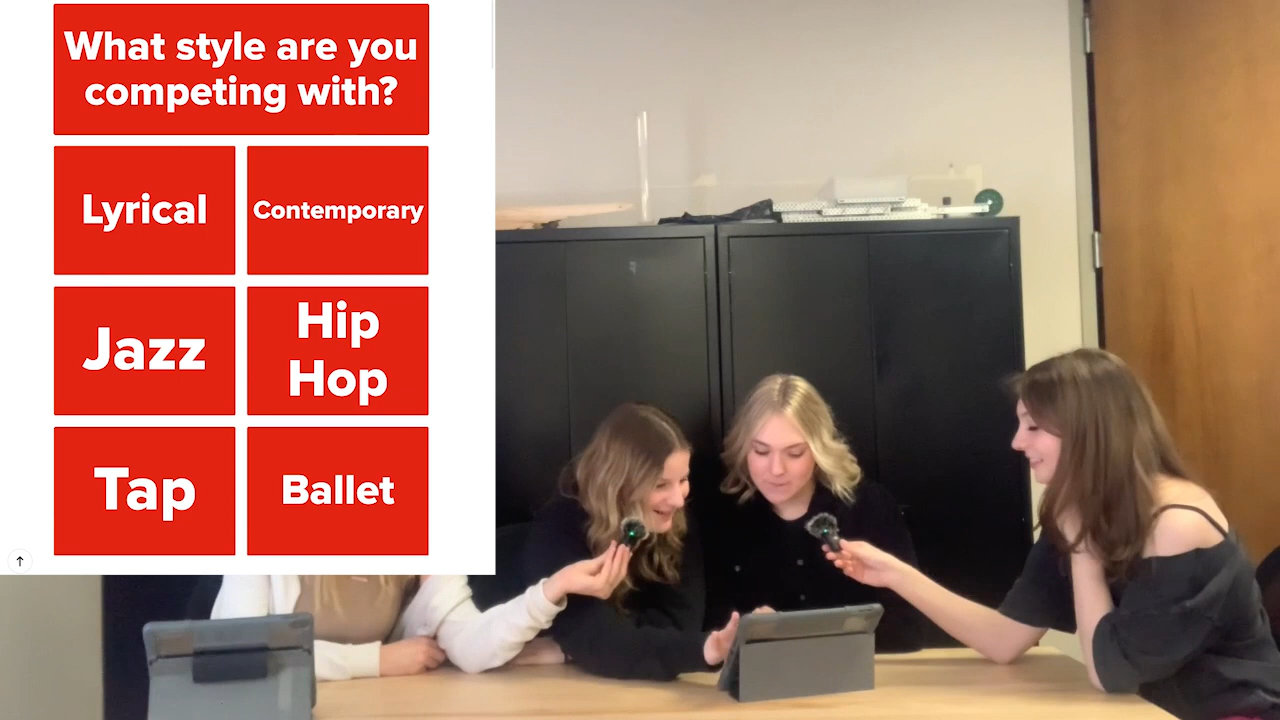 What style are you
competing with?
Lyrical
Contemporary
Jazz
Hip
Hop
Tap
Ballet